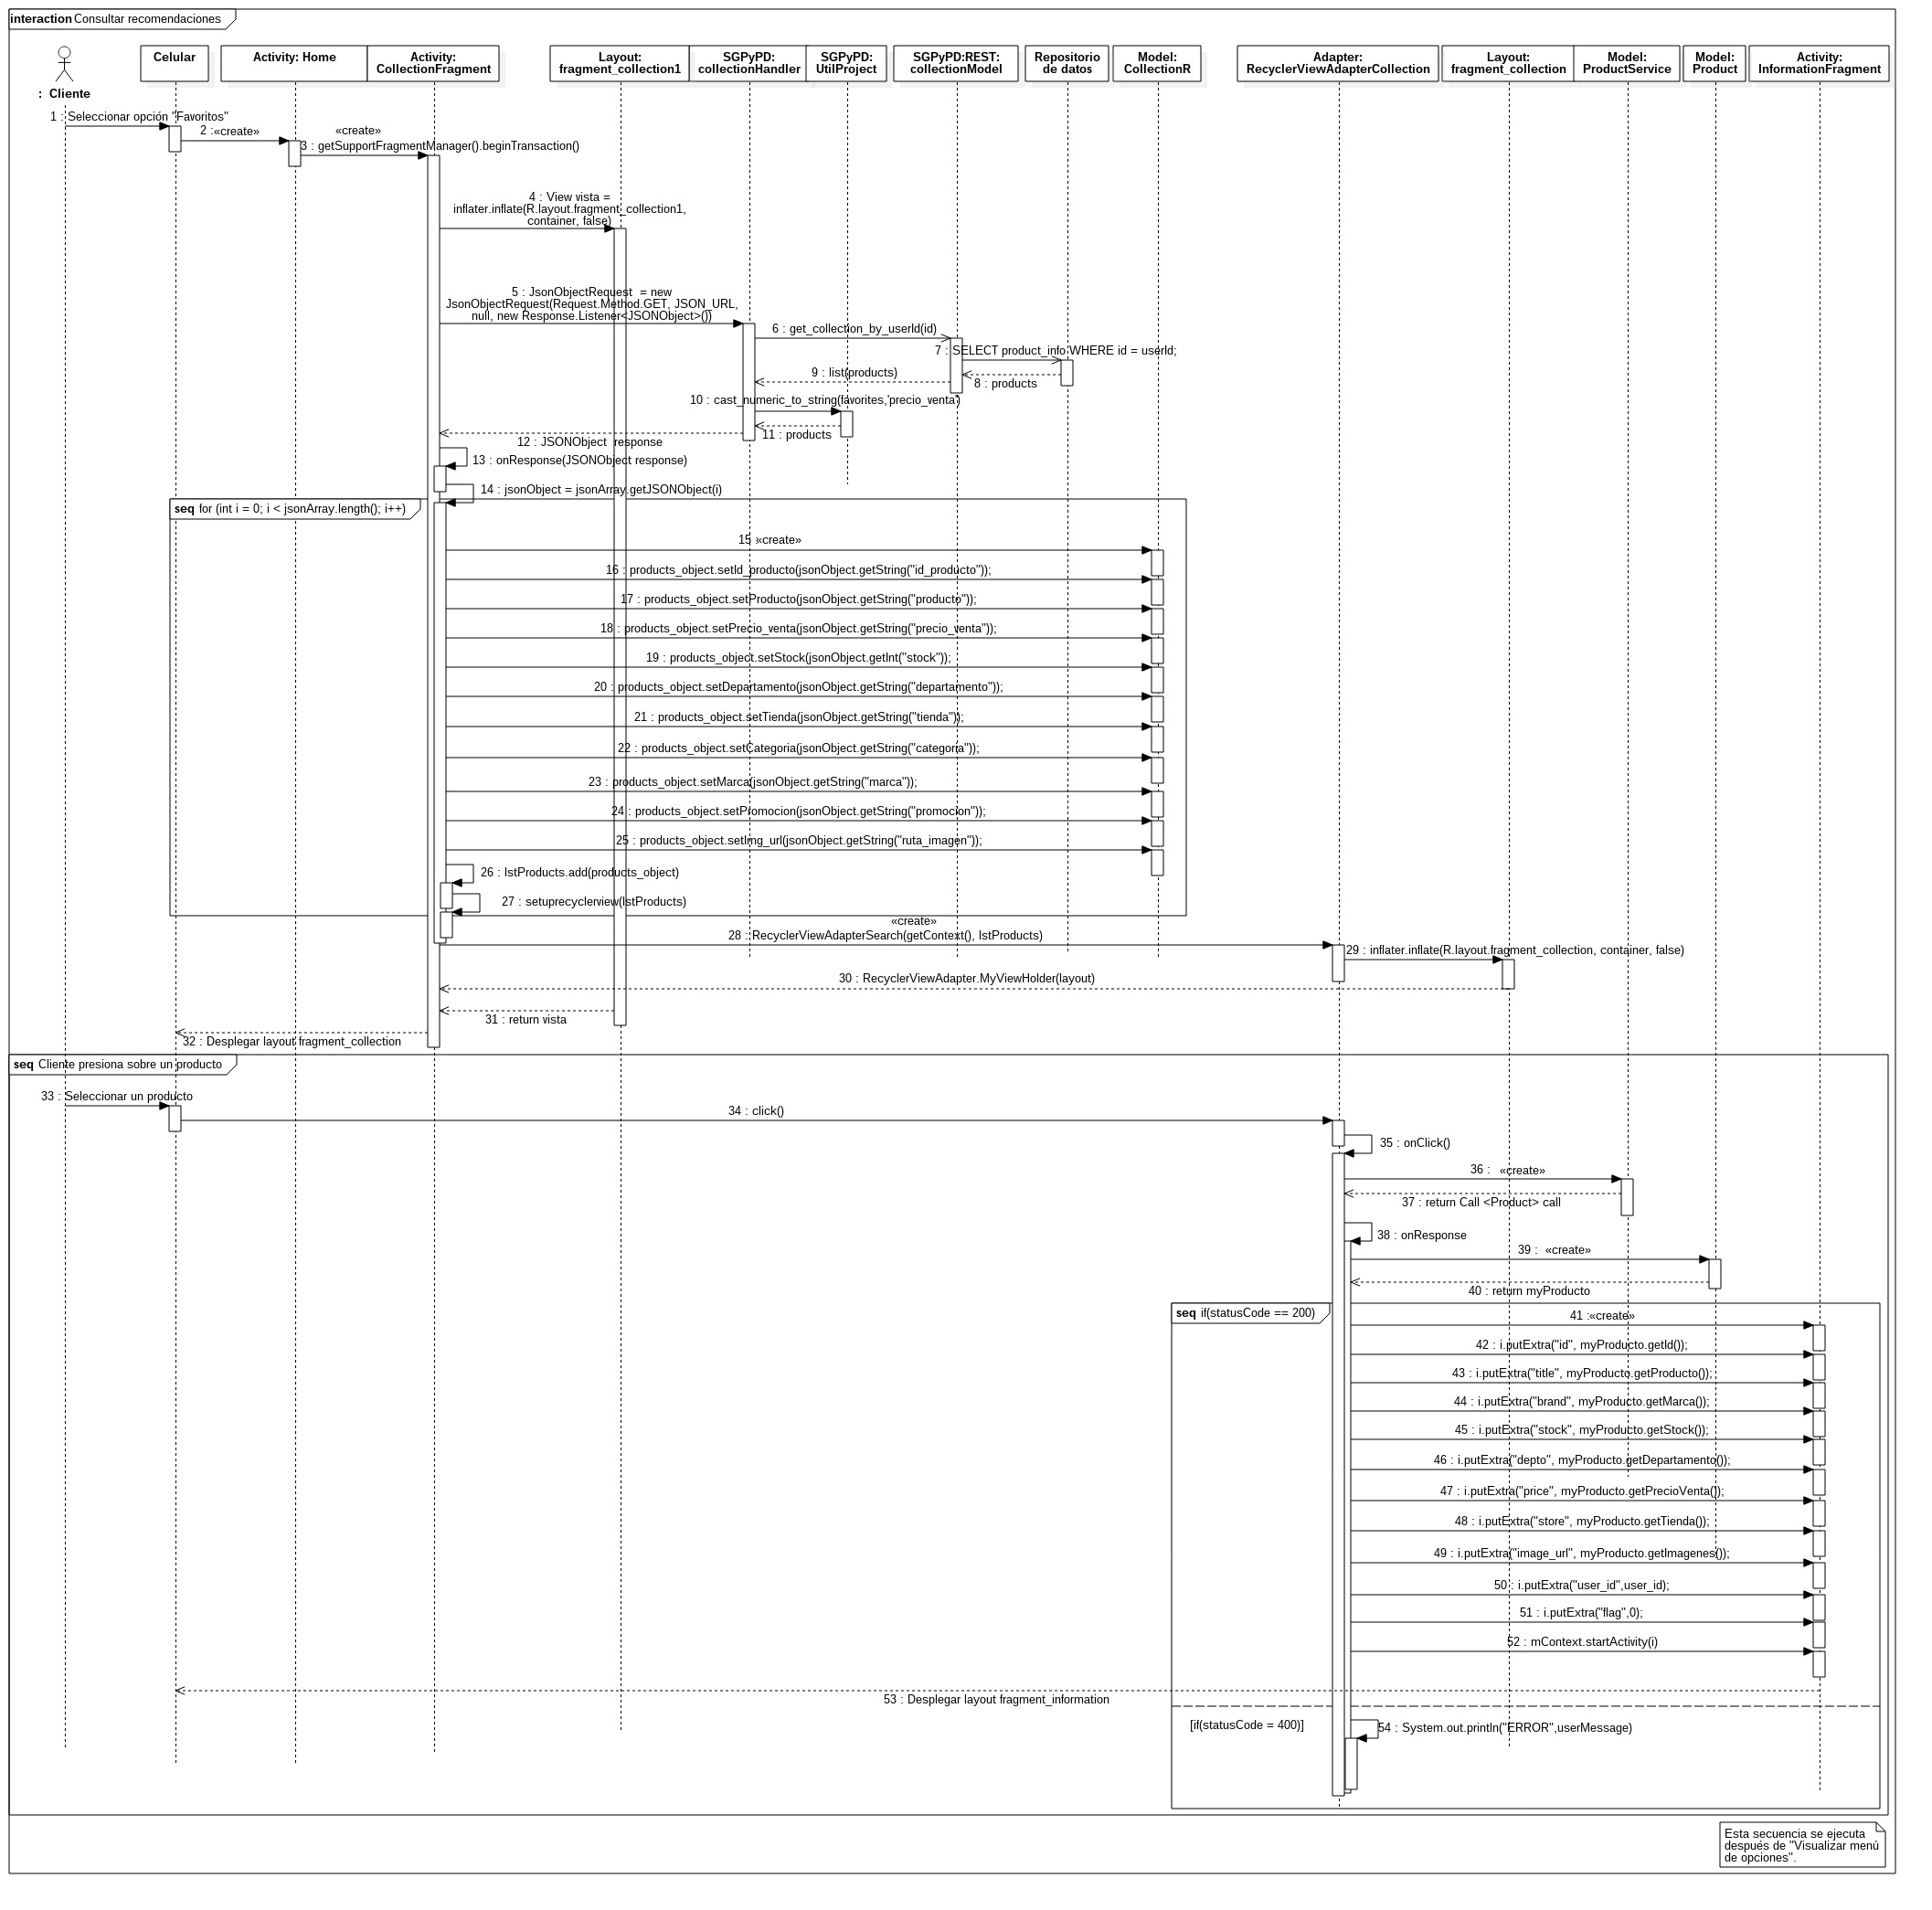 interaction Consultar recomendaciones
: Cliente
Celular
Activity: Home
Activity:
CollectionFragment
Layout:
fragment_collection1
SGPyPD:
collectionHandler
SGPyPD:
UtilProject
SGPyPD:REST:
collectionModel
Repositorio
de datos
Model:
CollectionR
Adapter:
RecyclerViewAdapterCollection
Layout:
fragment_collection
Model:
ProductService
Model:
Product
Activity:
InformationFragment
1 : Seleccionar opción "Favoritos"
2 : «create»
«create»
3 : getSupportFragmentManager().beginTransaction()
4 : View vista =
inflater.inflate(R.layout.fragment_collection1,
container, false)
5 : JsonObjectRequest = new
JsonObjectRequest(Request.Method.GET, JSON_URL,
null, new Response.Listener<JSONObject>())
6 : get_collection_by_userId(id)
7 : SELECT product_info WHERE id = userId;
8 : products
9 : list(products)
10 : cast_numeric_to_string(favorites,'precio_venta')
11 : products
12 : JSONObject response
13 : onResponse(JSONObject response)
14 : jsonObject = jsonArray.getJSONObject(i)
seq for (int i = 0; i < jsonArray.length(); i++)
15 : «create»
16 : products_object.setId_producto(jsonObject.getString("id_producto"));
17 : products_object.setProducto(jsonObject.getString("producto"));
18 : products_object.setPrecio_venta(jsonObject.getString("precio_venta"));
19 : products_object.setStock(jsonObject.getInt("stock"));
20 : products_object.setDepartamento(jsonObject.getString("departamento"));
21 : products_object.setTienda(jsonObject.getString("tienda"));
22 : products_object.setCategoria(jsonObject.getString("categoria"));
23 : products_object.setMarca(jsonObject.getString("marca"));
24 : products_object.setPromocion(jsonObject.getString("promocion"));
25 : products_object.setImg_url(jsonObject.getString("ruta_imagen"));
26 : lstProducts.add(products_object)
27 : setuprecyclerview(lstProducts)
«create»
28 : RecyclerViewAdapterSearch(getContext(), lstProducts)
29 : inflater.inflate(R.layout.fragment_collection, container, false)
30 : RecyclerViewAdapter.MyViewHolder(layout)
31 : return vista
32 : Desplegar layout fragment_collection
seq Cliente presiona sobre un producto
33 : Seleccionar un producto
34 : click()
35 : onClick()
36 : «create»
37 : return Call <Product> call
38 : onResponse
39 : «create»
40 : return myProducto
seq if(statusCode == 200)
41 : «create»
42 : i.putExtra("id", myProducto.getId());
43 : i.putExtra("title", myProducto.getProducto());
44 : i.putExtra("brand", myProducto.getMarca());
45 : i.putExtra("stock", myProducto.getStock());
46 : i.putExtra("depto", myProducto.getDepartamento());
47 : i.putExtra("price", myProducto.getPrecioVenta());
48 : i.putExtra("store", myProducto.getTienda());
49 : i.putExtra("image_url", myProducto.getImagenes());
50 : i.putExtra("user_id",user_id);
51 : i.putExtra("flag",0);
52 : mContext.startActivity(i)
53 : Desplegar layout fragment_information
[if(statusCode = 400)]
54 : System.out.println("ERROR",userMessage)
Esta secuencia se ejecuta
después de "Visualizar menú
de opciones".